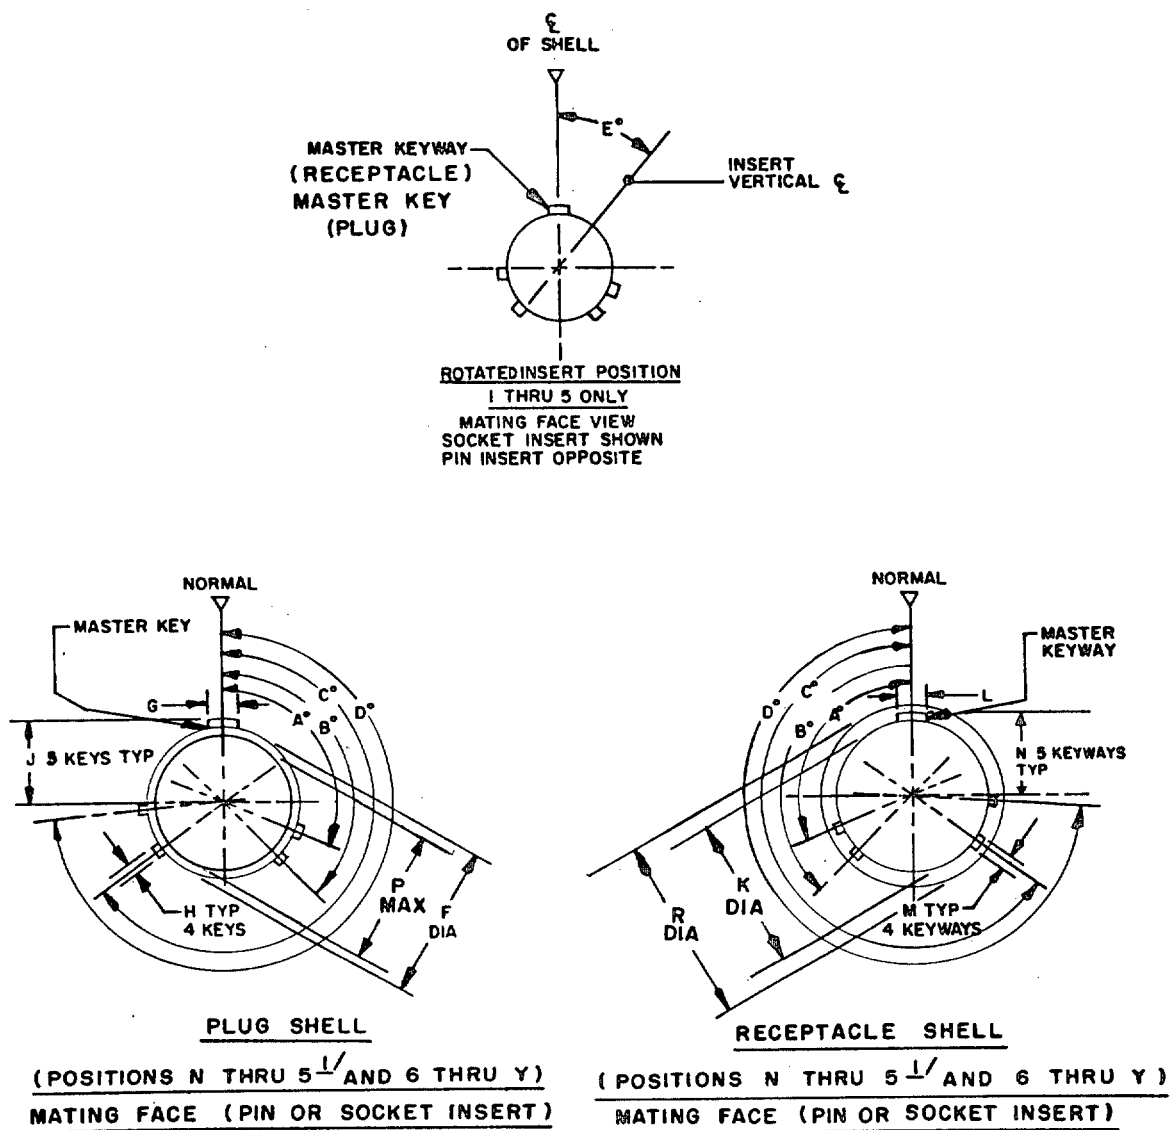 ℄
OF SHELL
E°
MASTER KEYWAY
(RECEPTACLE)
MASTER KEY
(PLUG)
INSERT
VERTICAL ℄
ROTATEDINSERT POSITION
1 THRU 5 ONLY
MATING FACE VIEW
SOCKET INSERT SHOWN
PIN INSERT OPPOSITE
NORMAL
MASTER KEY
G
C°
D°
A°
B°
J 5 KEYS TYP
H TYP
4 KEYS
P
MAX
F
DIA
PLUG SHELL
(POSITIONS N THRU 5 1/ AND 6 THRU Y)
MATING FACE (PIN OR SOCKET INSERT)
NORMAL
MASTER
KEYWAY
L
C°
D°
A°
B°
N 5 KEYWAYS
TYP
K
DIA
R
DIA
M TYP
4 KEYWAYS
RECEPTACLE SHELL
(POSITIONS N THRU 5 1/ AND 6 THRU Y)
MATING FACE (PIN OR SOCKET INSERT)